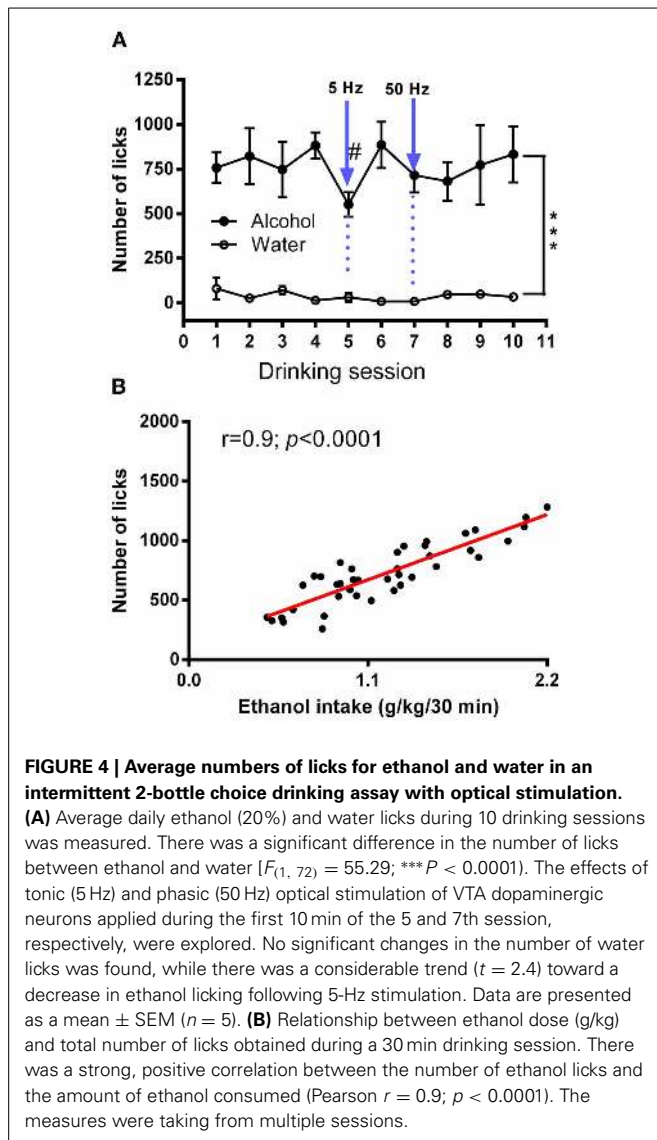 A
5 Hz
50 Hz
1250
1000
750
500
250
0
#
Alcohol
Water
***
0 1 2 3 4 5 6 7 8 9 10 11
Number of licks
Drinking session
B
2000
1500
1000
500
0
r=0.9; p<0.0001
Number of licks
0.0 1.1 2.2
Ethanol intake (g/kg/30 min)
FIGURE 4 | Average numbers of licks for ethanol and water in an
intermittent 2-bottle choice drinking assay with optical stimulation.
(A) Average daily ethanol (20%) and water licks during 10 drinking sessions
was measured. There was a significant difference in the number of licks
between ethanol and water [F(1, 72) = 55.29; ***P < 0.0001). The effects of
tonic (5 Hz) and phasic (50 Hz) optical stimulation of VTA dopaminergic
neurons applied during the first 10 min of the 5 and 7th session,
respectively, were explored. No significant changes in the number of water
licks was found, while there was a considerable trend (t = 2.4) toward a
decrease in ethanol licking following 5-Hz stimulation. Data are presented
as a mean ± SEM (n = 5). (B) Relationship between ethanol dose (g/kg)
and total number of licks obtained during a 30 min drinking session. There
was a strong, positive correlation between the number of ethanol licks and
the amount of ethanol consumed (Pearson r = 0.9; p < 0.0001). The
measures were taking from multiple sessions.